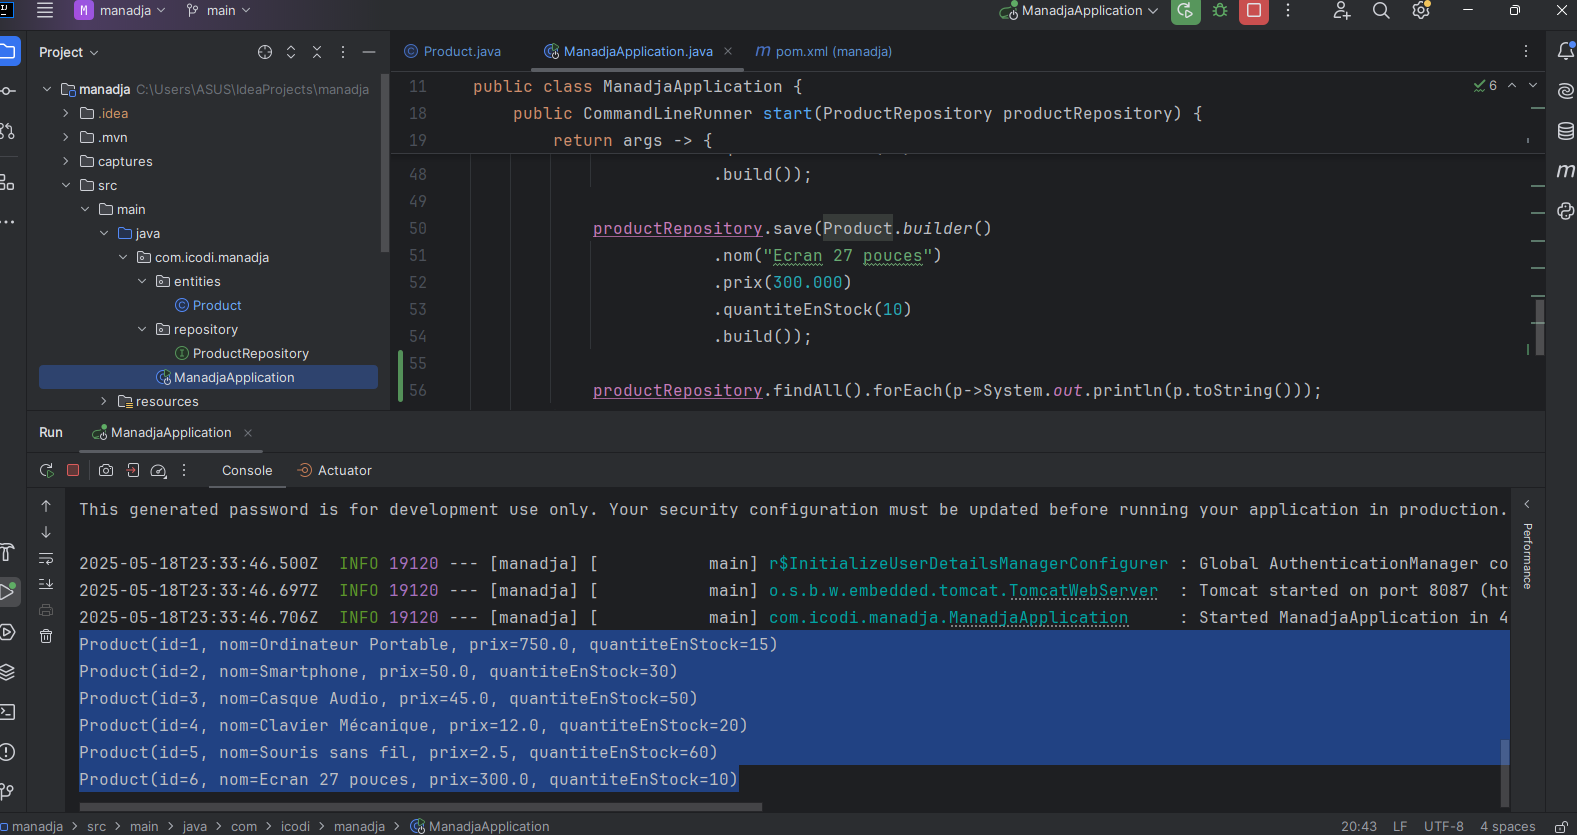 M manadja main ManadjaApplication
Project
manadja C:\Users\ASUS\IdeaProjects\manadja
.idea
.mvn
captures
src
main
java
com.icodi.manadja
entities
Product
repository
ProductRepository
ManadjaApplication
resources
Product.java ManadjaApplication.java pom.xml (manadja)
6
11 public class ManadjaApplication {
18 public CommandLineRunner start(ProductRepository productRepository) {
19 return args -> {
48 .build());
49
50 productRepository.save(Product.builder()
51 .nom("Ecran 27 pouces")
52 .prix(300.000)
53 .quantiteEnStock(10)
54 .build());
55
56 productRepository.findAll().forEach(p->System.out.println(p.toString()));
Run ManadjaApplication
Console Actuator
This generated password is for development use only. Your security configuration must be updated before running your application in production.
2025-05-18T23:33:46.500Z INFO 19120 --- [manadja] [ main] r$InitializeUserDetailsManagerConfigurer : Global AuthenticationManager co
2025-05-18T23:33:46.697Z INFO 19120 --- [manadja] [ main] o.s.b.w.embedded.tomcat.TomcatWebServer : Tomcat started on port 8087 (ht
2025-05-18T23:33:46.706Z INFO 19120 --- [manadja] [ main] com.icodi.manadja.ManadjaApplication : Started ManadjaApplication in 4
Product(id=1, nom=Ordinateur Portable, prix=750.0, quantiteEnStock=15)
Product(id=2, nom=Smartphone, prix=50.0, quantiteEnStock=30)
Product(id=3, nom=Casque Audio, prix=45.0, quantiteEnStock=50)
Product(id=4, nom=Clavier Mécanique, prix=12.0, quantiteEnStock=20)
Product(id=5, nom=Souris sans fil, prix=2.5, quantiteEnStock=60)
Product(id=6, nom=Ecran 27 pouces, prix=300.0, quantiteEnStock=10)
Performance
manadja > src > main > java > com > icodi > manadja > ManadjaApplication
20:43 LF UTF-8 4 spaces